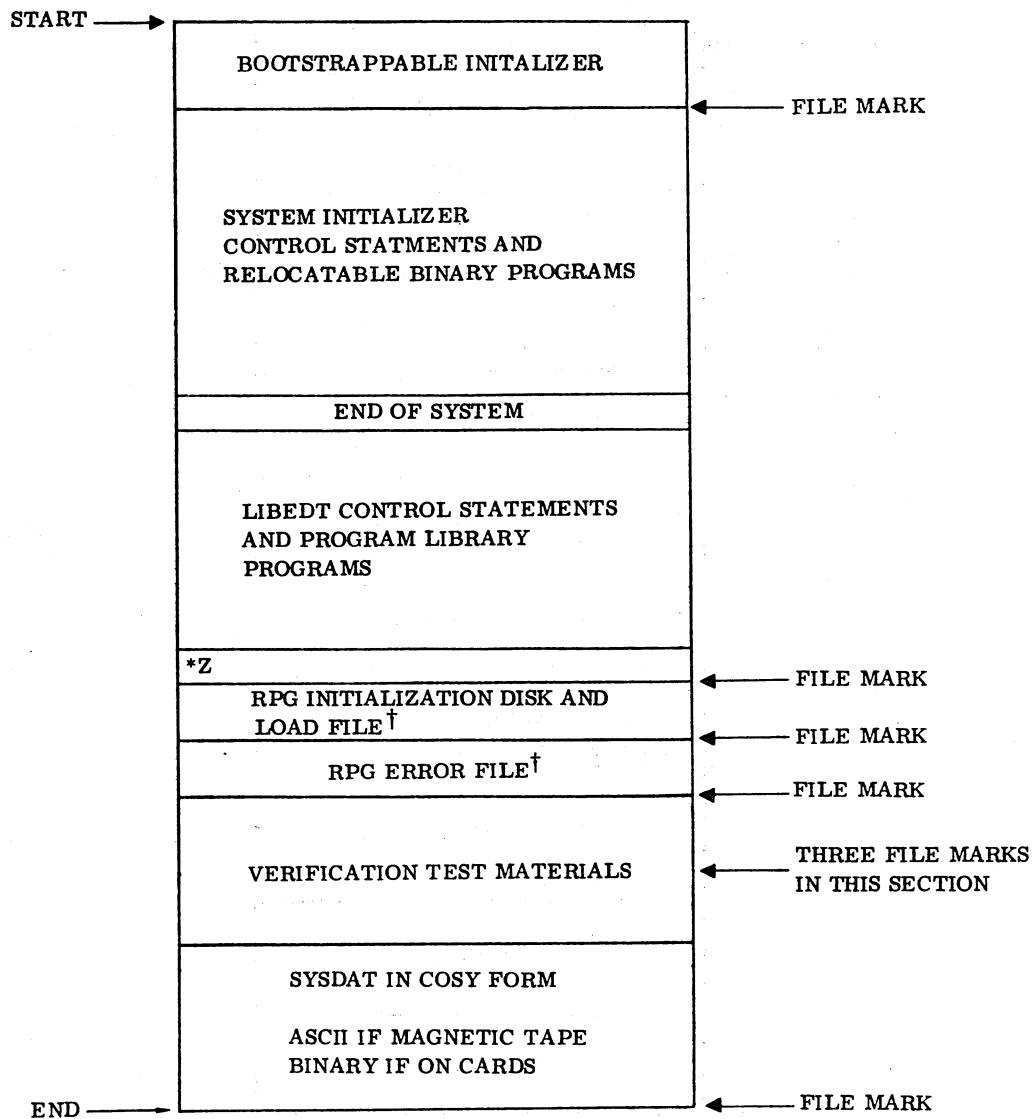 START
BOOTSTRAPPABLE INITALIZER
FILE MARK
SYSTEM INITIALIZER
CONTROL STATMENTS AND
RELOCATABLE BINARY PROGRAMS
END OF SYSTEM
LIBEDT CONTROL STATEMENTS
AND PROGRAM LIBRARY
PROGRAMS
*Z
FILE MARK
RPG INITIALIZATION DISK AND
LOAD FILE†
FILE MARK
RPG ERROR FILE†
FILE MARK
VERIFICATION TEST MATERIALS
THREE FILE MARKS
IN THIS SECTION
SYSDAT IN COSY FORM
ASCII IF MAGNETIC TAPE
BINARY IF ON CARDS
END
FILE MARK